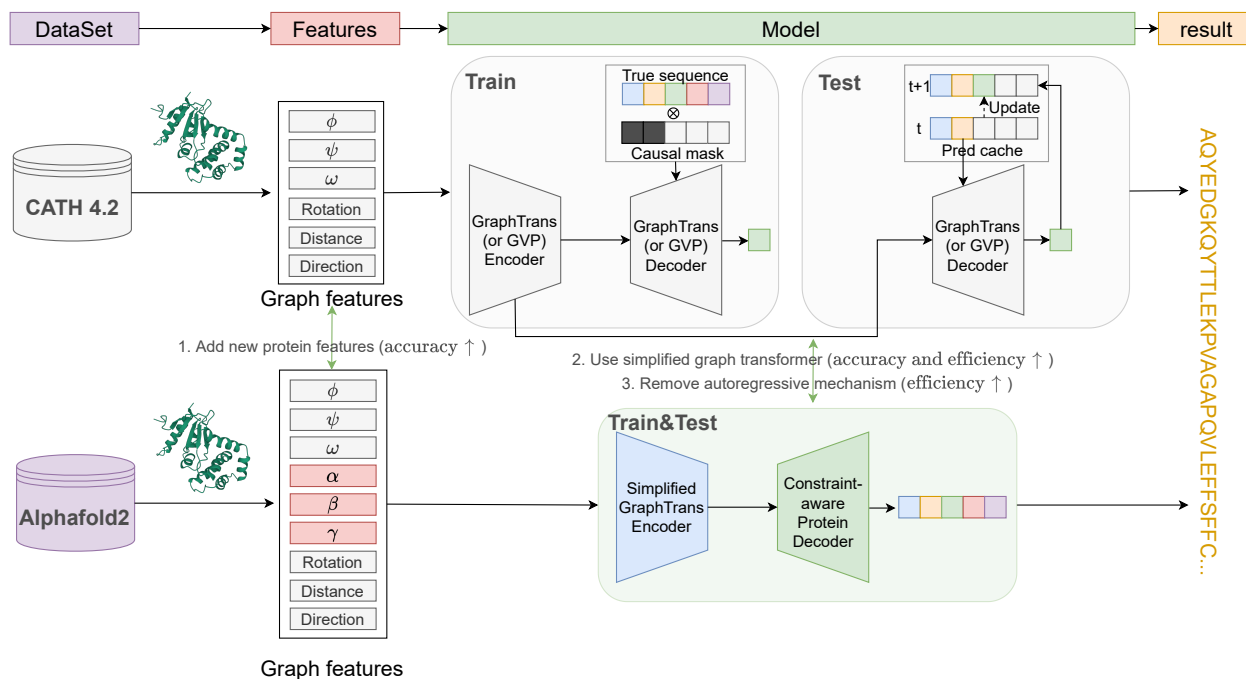 DataSet
Features
Model
result
Train
True sequence
⊗
Causal mask
GraphTrans
(or GVP)
Encoder
GraphTrans
(or GVP)
Decoder
Test
t+1
Update
t
Pred cache
GraphTrans
(or GVP)
Decoder
CATH 4.2
ϕ
ψ
ω
Rotation
Distance
Direction
Graph features
1. Add new protein features (accuracy ↑ )
2. Use simplified graph transformer (accuracy and efficiency ↑ )
3. Remove autoregressive mechanism (efficiency ↑ )
Alphafold2
ϕ
ψ
ω
α
β
γ
Rotation
Distance
Direction
Graph features
Train&Test
Simplified
GraphTrans
Encoder
Constraint-
aware
Protein
Decoder
AQYEDGKQYTTLEKPVAGAPQVLEFFSFFC...